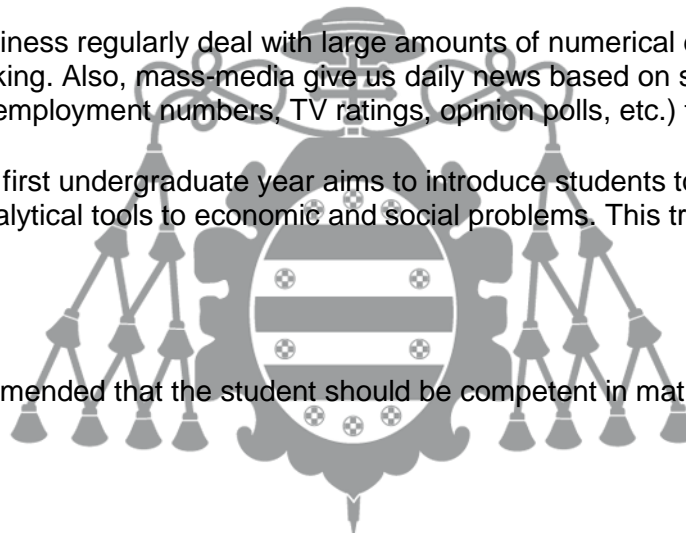 iness regularly deal with large amounts of numerical
king. Also, mass-media give us daily news based on s
employment numbers, TV ratings, opinion polls, etc.)
first undergraduate year aims to introduce students te
alytical tools to economic and social problems. This tr
mended that the student should be competent in mat